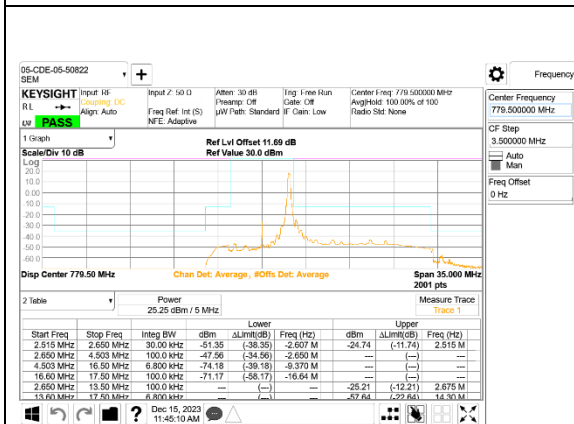 05-CDE-05-50822
SEM
+
Frequency
KEYSIGHT Input: RF Input Z: 50 Ω Atten: 30 dB Trig: Free Run Center Freq: 779.500000 MHz
RL Coupling: DC Preamp: Off Gate: Off Avg|Hold: 100.00% of 100
Align: Auto Freq Ref: Int (S) µW Path: Standard IF Gain: Low Radio Std: None
NFE: Adaptive
PASS
Center Frequency
779.500000 MHz
CF Step
3.500000 MHz
Auto
Man
Freq Offset
0 Hz
1 Graph
Scale/Div 10 dB
Ref Lvl Offset 11.69 dB
Ref Value 30.0 dBm
Log
20.0
10.0
0.00
-10.0
-20.0
-30.0
-40.0
-50.0
-60.0
Disp Center 779.50 MHz Chan Det: Average, #Offs Det: Average Span 35.000 MHz
2001 pts
2 Table
Power
25.25 dBm / 5 MHz
Measure Trace
Trace 1
Lower Upper
Start Freq Stop Freq Integ BW dBm ΔLimit(dB) Freq (Hz) dBm ΔLimit(dB) Freq (Hz)
2.515 MHz 2.650 MHz 30.00 kHz -51.35 (-38.35) -2.607 M -24.74 (-11.74) 2.515 M
2.650 MHz 4.503 MHz 100.0 kHz -47.56 (-34.56) -2.650 M --- (---) ---
4.503 MHz 16.50 MHz 6.800 kHz -74.18 (-39.18) -9.370 M --- (---) ---
16.60 MHz 17.50 MHz 100.0 kHz -71.17 (-58.17) -16.64 M --- (---) ---
2.650 MHz 13.50 MHz 100.0 kHz --- (---) --- -25.21 (-12.21) 2.675 M
13.60 MHz 17.50 MHz 6.800 kHz --- (---) --- -57.64 (-22.64) 14.30 M
?
Dec 15, 2023
11:45:10 AM